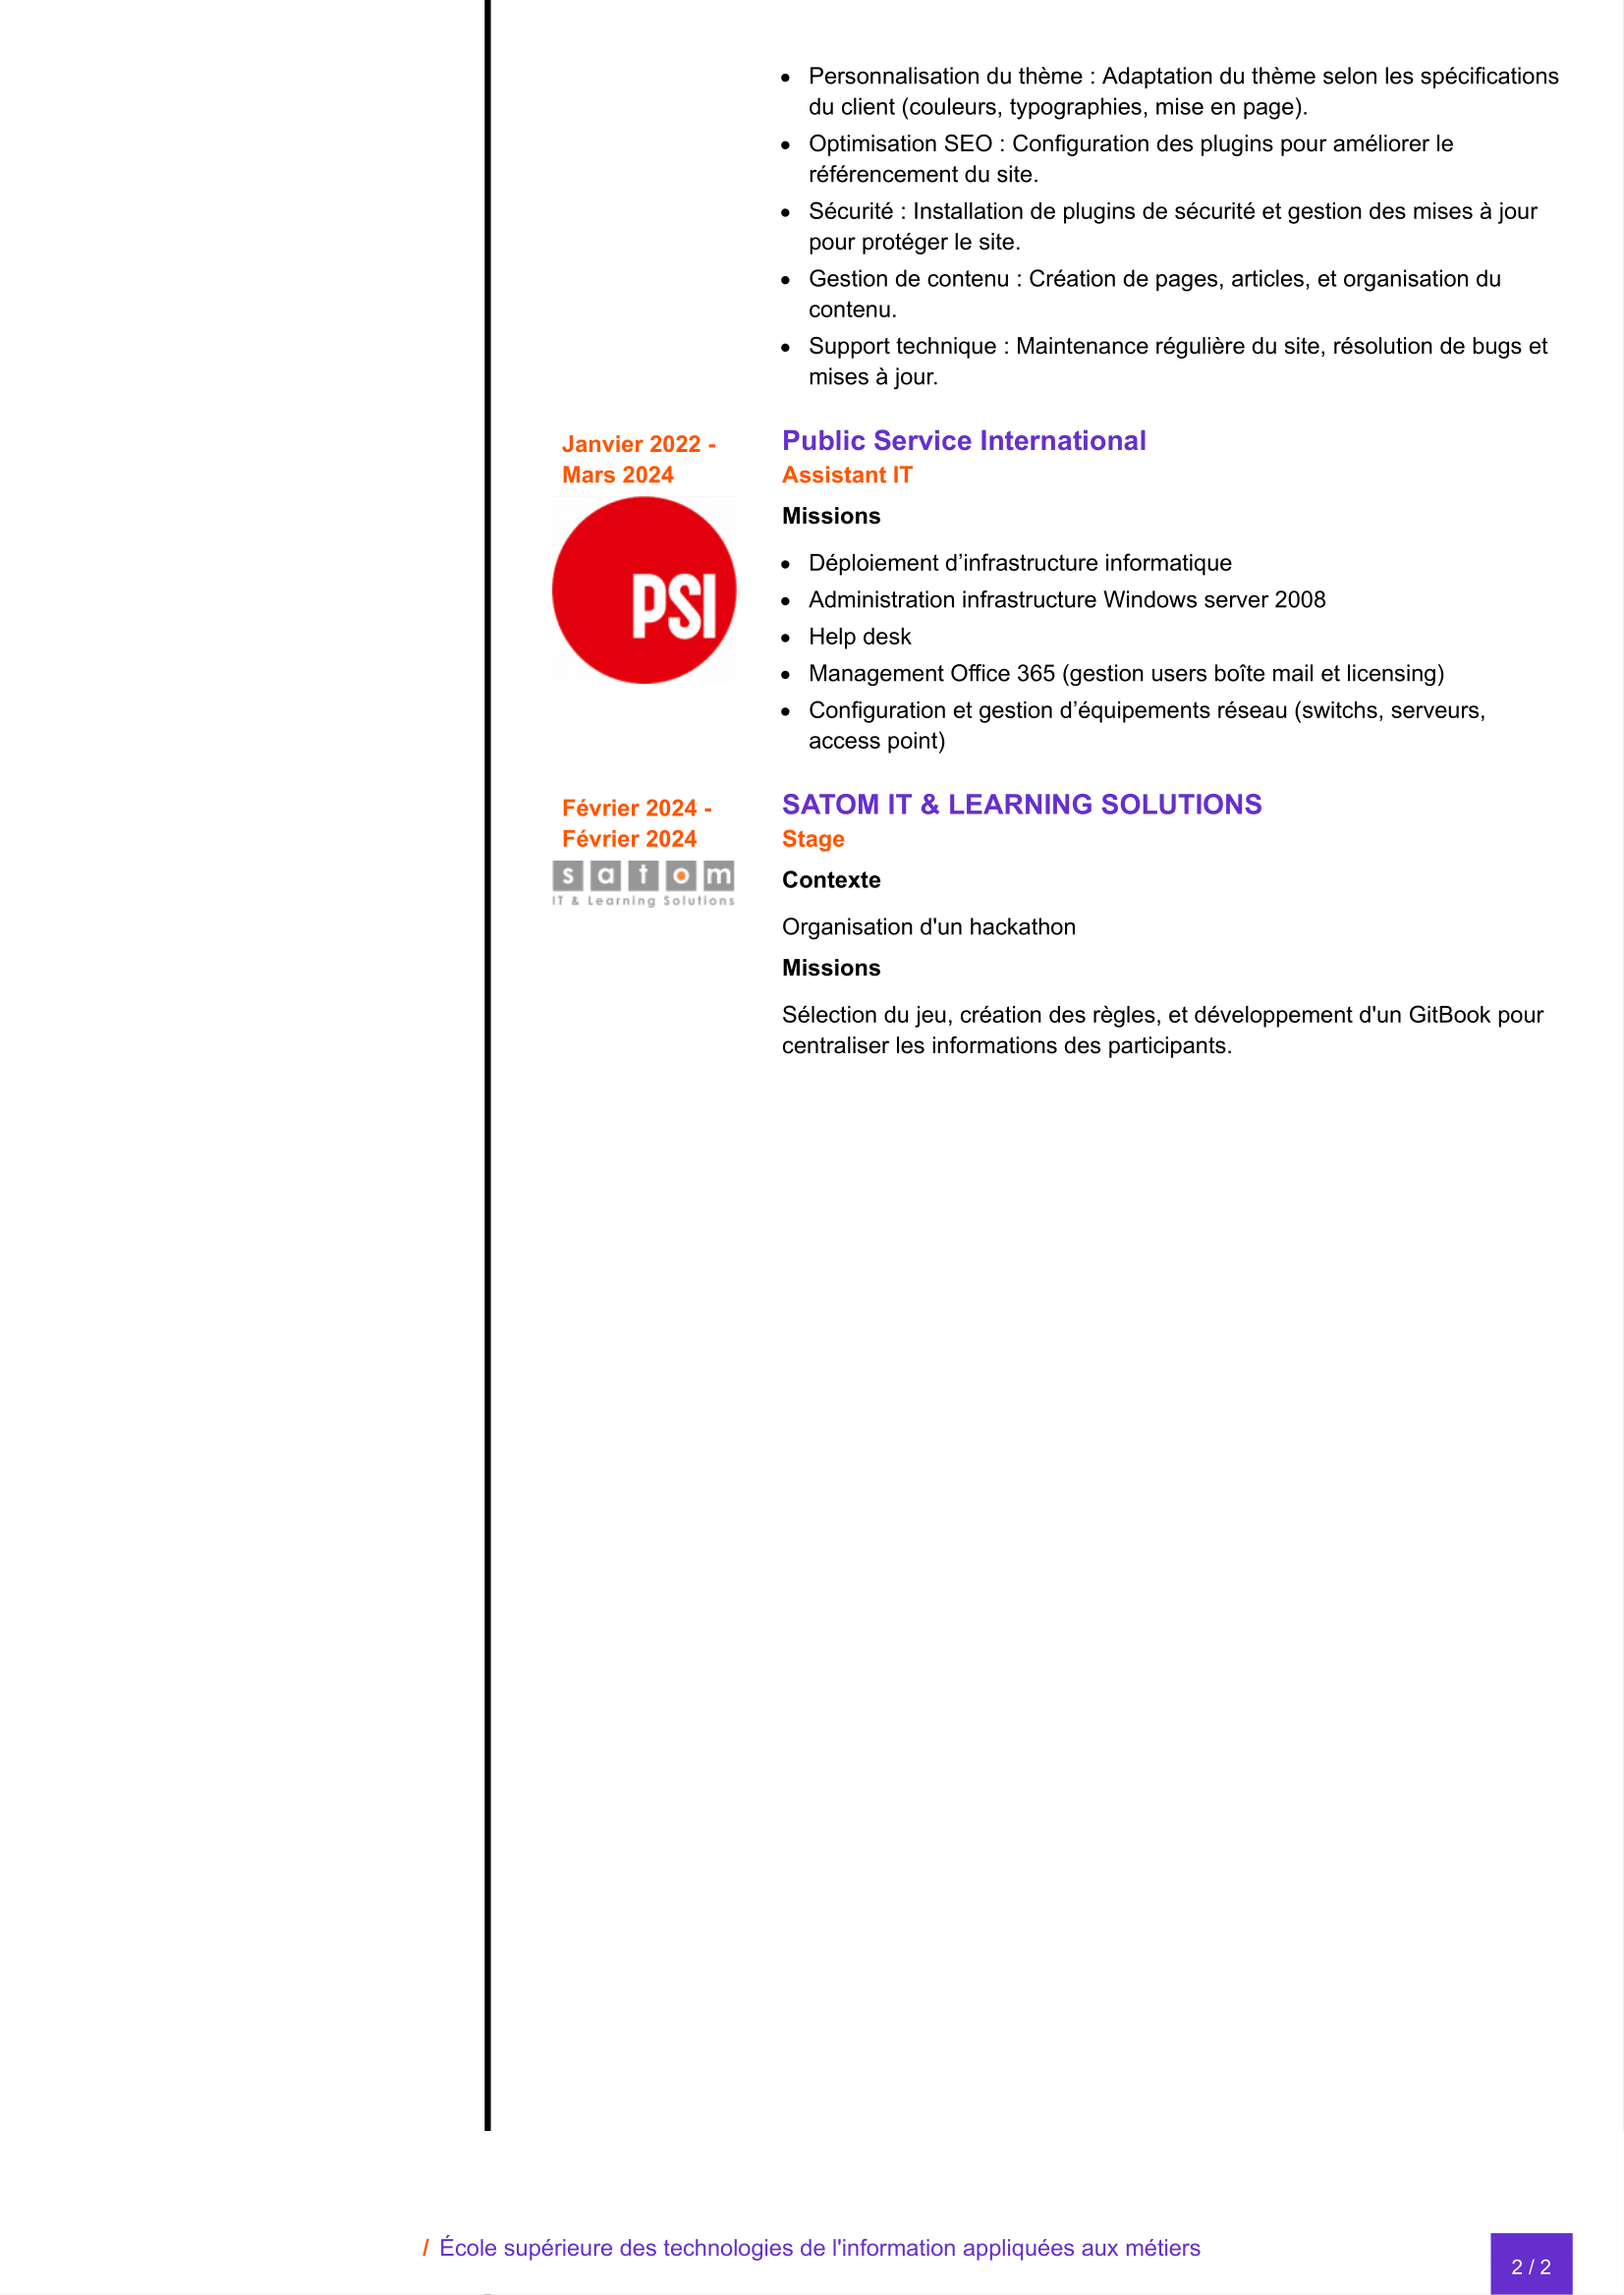 • Personnalisation du thème : Adaptation du thème selon les spécifications
du client (couleurs, typographies, mise en page).
• Optimisation SEO : Configuration des plugins pour améliorer le
référencement du site.
• Sécurité : Installation de plugins de sécurité et gestion des mises à jour
pour protéger le site.
• Gestion de contenu : Création de pages, articles, et organisation du
contenu.
• Support technique : Maintenance régulière du site, résolution de bugs et
mises à jour.
Janvier 2022 -
Mars 2024
PSI
Public Service International
Assistant IT
Missions
• Déploiement d’infrastructure informatique
• Administration infrastructure Windows server 2008
• Help desk
• Management Office 365 (gestion users boîte mail et licensing)
• Configuration et gestion d’équipements réseau (switchs, serveurs,
access point)
Février 2024 -
Février 2024
satom
IT & Learning Solutions
SATOM IT & LEARNING SOLUTIONS
Stage
Contexte
Organisation d'un hackathon
Missions
Sélection du jeu, création des règles, et développement d'un GitBook pour
centraliser les informations des participants.
/ École supérieure des technologies de l'information appliquées aux métiers
2 / 2